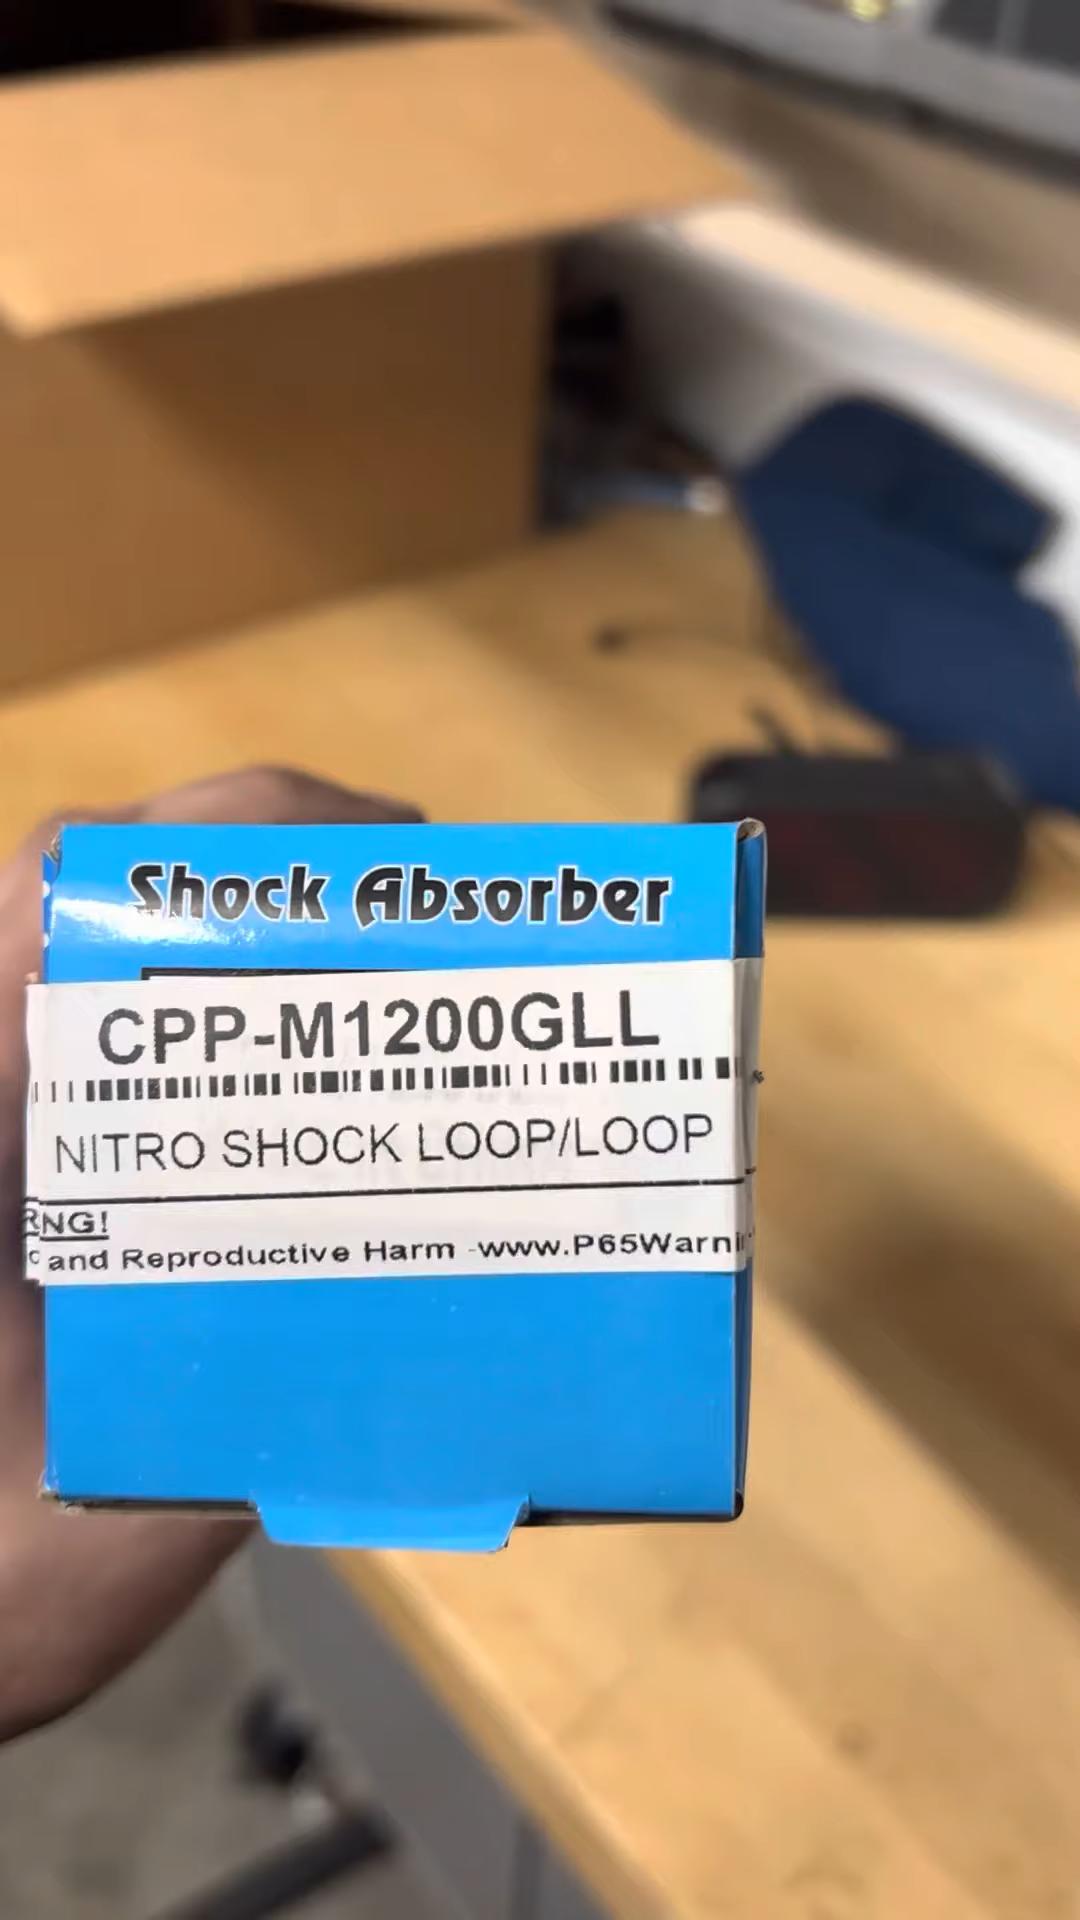 Shock Absorber
CPP-M1200GLL
NITRO SHOCK LOOP/LOOP
RNG!
and Reproductive Harm -www.P65Warni